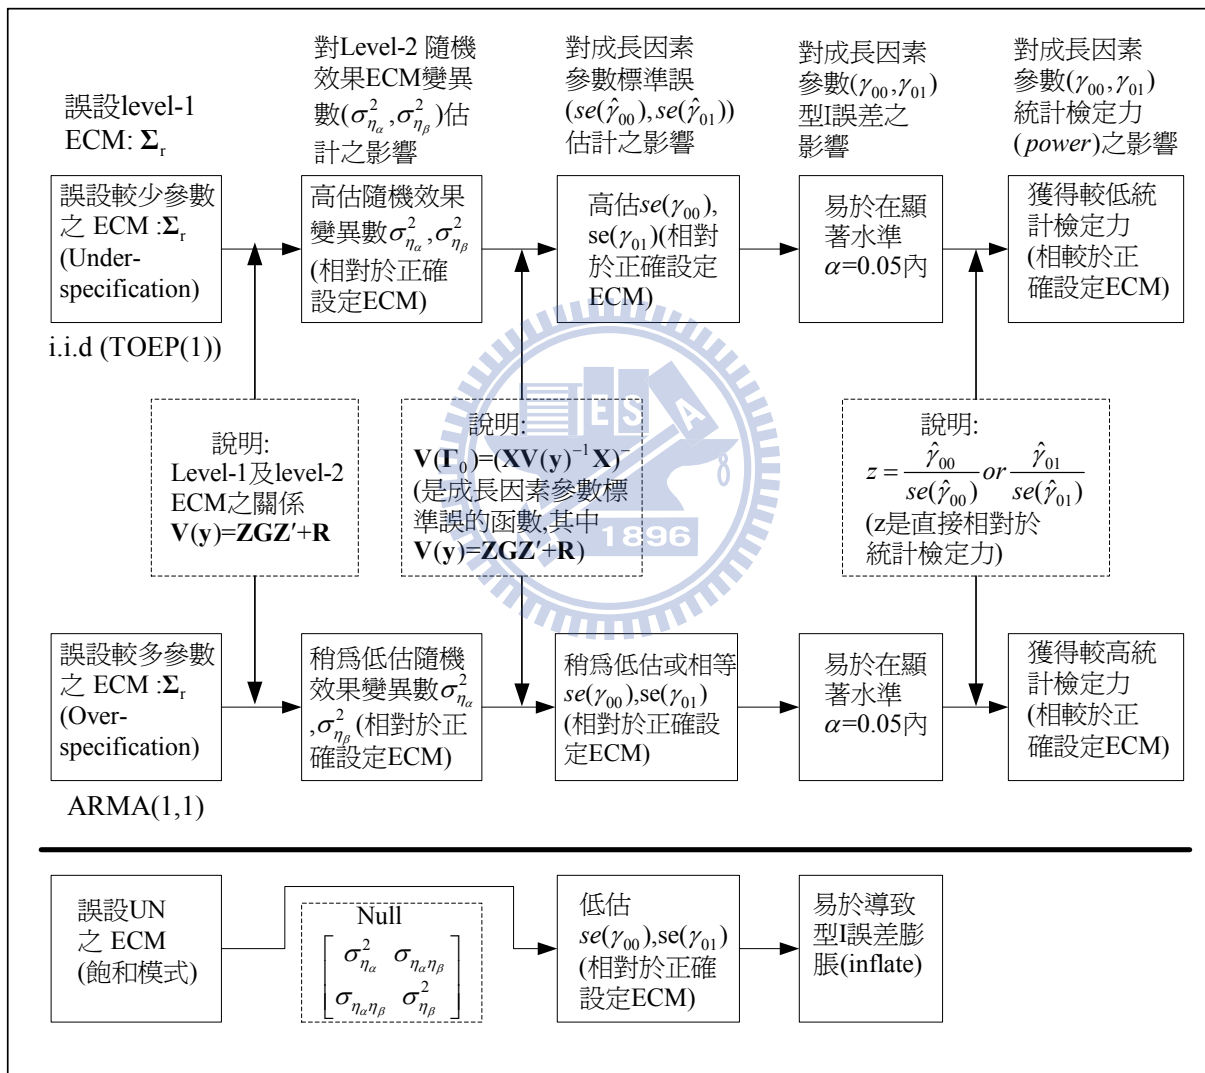 誤設level-1
ECM: Σr
對Level-2 隨機
效果ECM變異
數(σ²ηα,σ²ηβ)估
計之影響
對成長因素
參數標準誤
(se(γ̂00),se(γ̂01))
估計之影響
對成長因素
參數(γ00,γ01)
型I誤差之
影響
對成長因素
參數(γ00,γ01)
統計檢定力
(power)之影響
誤設較少參數
之 ECM :Σr
(Under-
specification)
i.i.d (TOEP(1))
高估隨機效果
變異數σ²ηα,σ²ηβ
(相對於正確
設定ECM)
高估se(γ00),
se(γ01)(相對
於正確設定
ECM)
易於在顯
著水準
α=0.05內
獲得較低統
計檢定力
(相較於正
確設定ECM)
說明:
Level-1及level-2
ECM之關係
V(y)=ZGZ′+R
說明:
V(Γ0)=(XV(y)⁻¹X)⁻
(是成長因素參數標
準誤的函數,其中
V(y)=ZGZ′+R)
說明:
z = γ̂00/se(γ̂00) or γ̂01/se(γ̂01)
(z是直接相對於
統計檢定力)
E S A
8
1896
誤設較多參數
之 ECM :Σr
(Over-
specification)
ARMA(1,1)
稍為低估隨機
效果變異數σ²ηα
,σ²ηβ(相對於正
確設定ECM)
稍為低估或相等
se(γ00),se(γ01)
(相對於正確設
定ECM)
易於在顯
著水準
α=0.05內
獲得較高統
計檢定力
(相較於正
確設定ECM)
誤設UN
之 ECM
(飽和模式)
Null
[σ²ηα σηαηβ
σηαηβ σ²ηβ]
低估
se(γ00),se(γ01)
(相對於正確
設定ECM)
易於導致
型I誤差膨
脹(inflate)